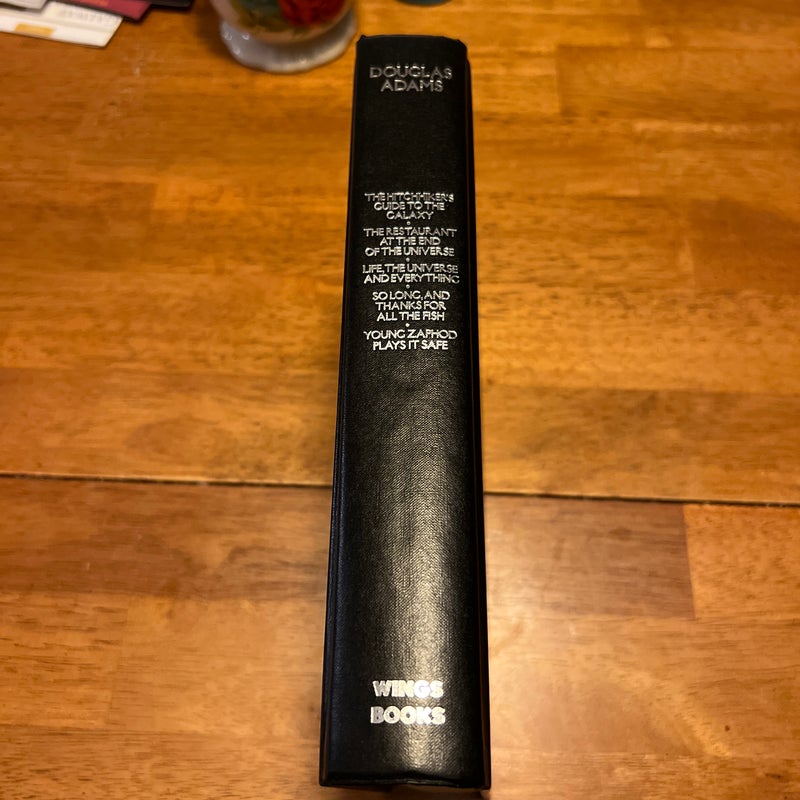 DOUGLAS
ADAMS
THE HITCHHIKER'S
GUIDE TO THE
GALAXY
•
THE RESTAURANT
AT THE END
OF THE UNIVERSE
•
LIFE, THE UNIVERSE
AND EVERYTHING
•
SO LONG, AND
THANKS FOR
ALL THE FISH
•
YOUNG ZAPHOD
PLAYS IT SAFE
WINGS
BOOKS